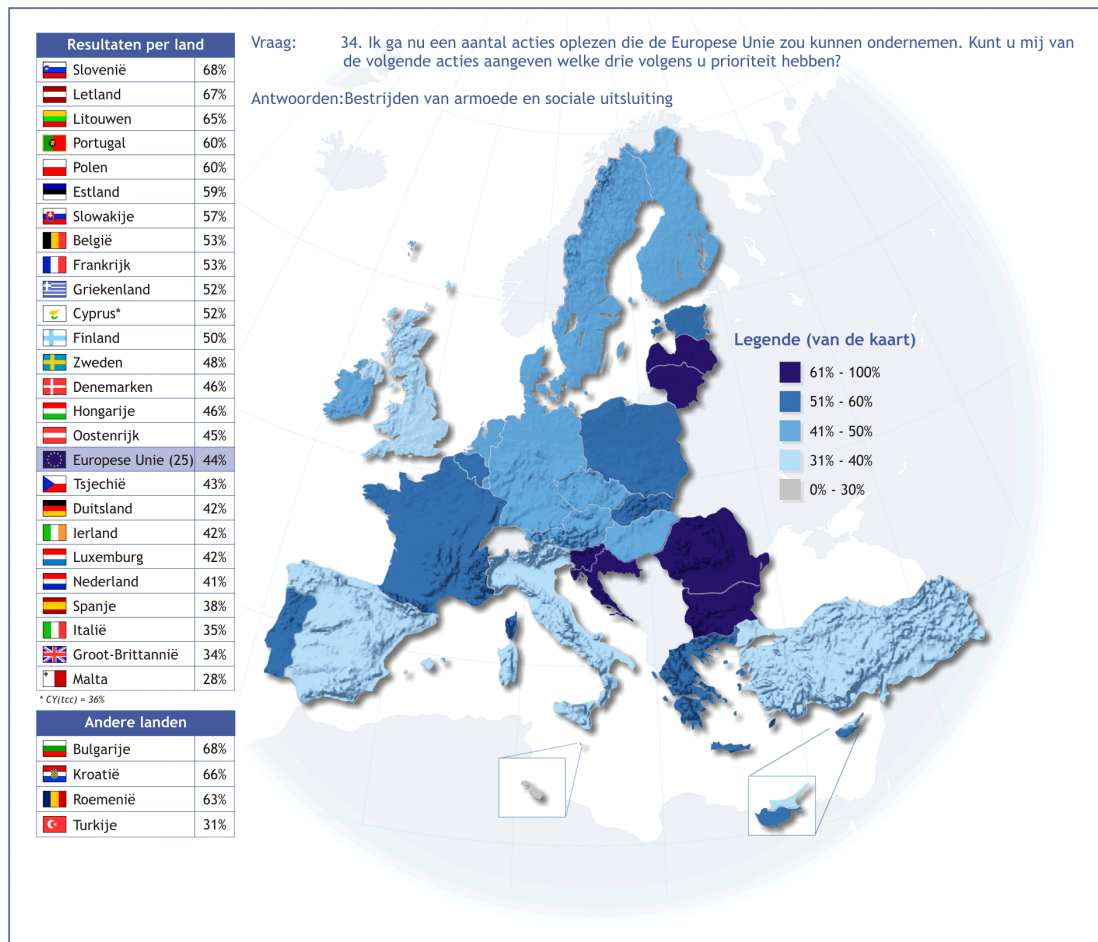 Vraag: 34. Ik ga nu een aantal acties oplezen die de Europese Unie zou kunnen ondernemen. Kunt u mij van
de volgende acties aangeven welke drie volgens u prioriteit hebben?
Antwoorden:Bestrijden van armoede en sociale uitsluiting
Resultaten per land
Slovenië 68%
Letland 67%
Litouwen 65%
Portugal 60%
Polen 60%
Estland 59%
Slowakije 57%
België 53%
Frankrijk 53%
Griekenland 52%
Cyprus* 52%
Finland 50%
Zweden 48%
Denemarken 46%
Hongarije 46%
Oostenrijk 45%
Europese Unie (25) 44%
Tsjechië 43%
Duitsland 42%
Ierland 42%
Luxemburg 42%
Nederland 41%
Spanje 38%
Italië 35%
Groot-Brittannië 34%
Malta 28%
* CY(tcc) = 36%
Andere landen
Bulgarije 68%
Kroatië 66%
Roemenië 63%
Turkije 31%
Legende (van de kaart)
61% - 100%
51% - 60%
41% - 50%
31% - 40%
0% - 30%